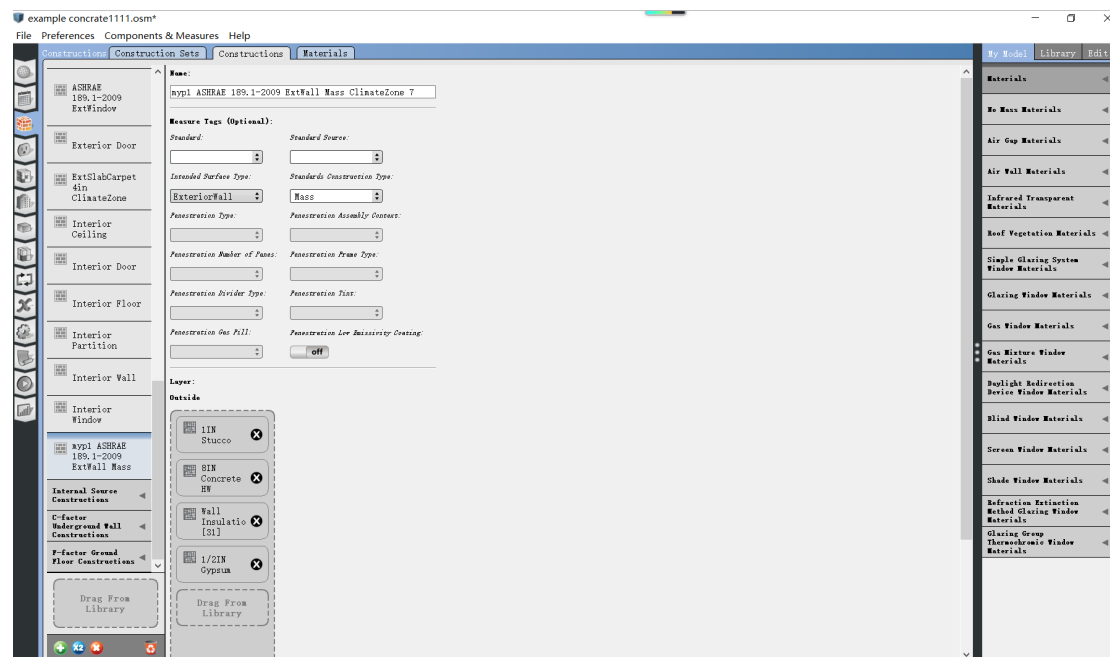 example concrate1111.osm*
File Preferences Components & Measures Help
Constructions Construction Sets Constructions Materials
My Model Library Edit
ASHRAE
189.1-2009
ExtWindow
Exterior Door
ExtSlabCarpet
4in
ClimateZone
Interior
Ceiling
Interior Door
Interior Floor
Interior
Partition
Interior Wall
Interior
Window
myp1 ASHRAE
189.1-2009
ExtWall Mass
Internal Source
Constructions
C-factor
Underground Wall
Constructions
F-factor Ground
Floor Constructions
Drag From
Library
X2
Name:
myp1 ASHRAE 189.1-2009 ExtWall Mass ClimateZone 7
Measure Tags (Optional):
Standard: Standard Source:
Intended Surface Type: Standards Construction Type:
ExteriorWall Mass
Fenestration Type: Fenestration Assembly Context:
Fenestration Number of Panes: Fenestration Frame Type:
Fenestration Divider Type: Fenestration Tint:
Fenestration Gas Fill: Fenestration Low Emissivity Coating:
off
Layer:
Outside
1IN
Stucco
8IN
Concrete
HW
Wall
Insulatio
[31]
1/2IN
Gypsum
Drag From
Library
Materials
No Mass Materials
Air Gap Materials
Air Wall Materials
Infrared Transparent
Materials
Roof Vegetation Materials
Simple Glazing System
Window Materials
Glazing Window Materials
Gas Window Materials
Gas Mixture Window
Materials
Daylight Redirection
Device Window Materials
Blind Window Materials
Screen Window Materials
Shade Window Materials
Refraction Extinction
Method Glazing Window
Materials
Glazing Group
Thermochromic Window
Materials